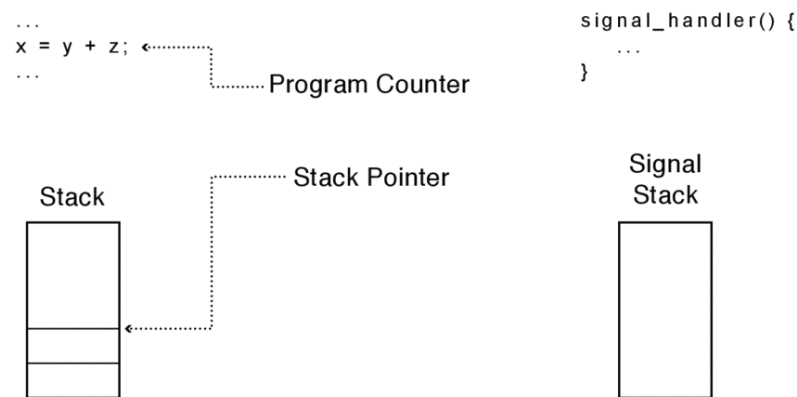 ...
x = y + z;
...
Program Counter
signal_handler() {
...
}
Stack Pointer
Stack
Signal
Stack